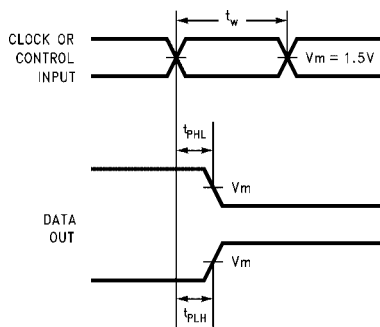 t_w
CLOCK OR
CONTROL
INPUT
Vm = 1.5V
t_PHL
Vm
DATA
OUT
Vm
t_PLH